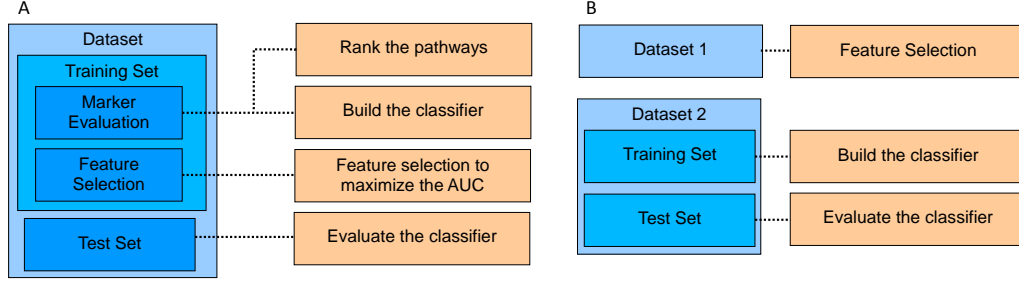 A
Dataset
Training Set
Marker
Evaluation
Feature
Selection
Test Set
Rank the pathways
Build the classifier
Feature selection to
maximize the AUC
Evaluate the classifier
B
Dataset 1
Feature Selection
Dataset 2
Training Set
Test Set
Build the classifier
Evaluate the classifier